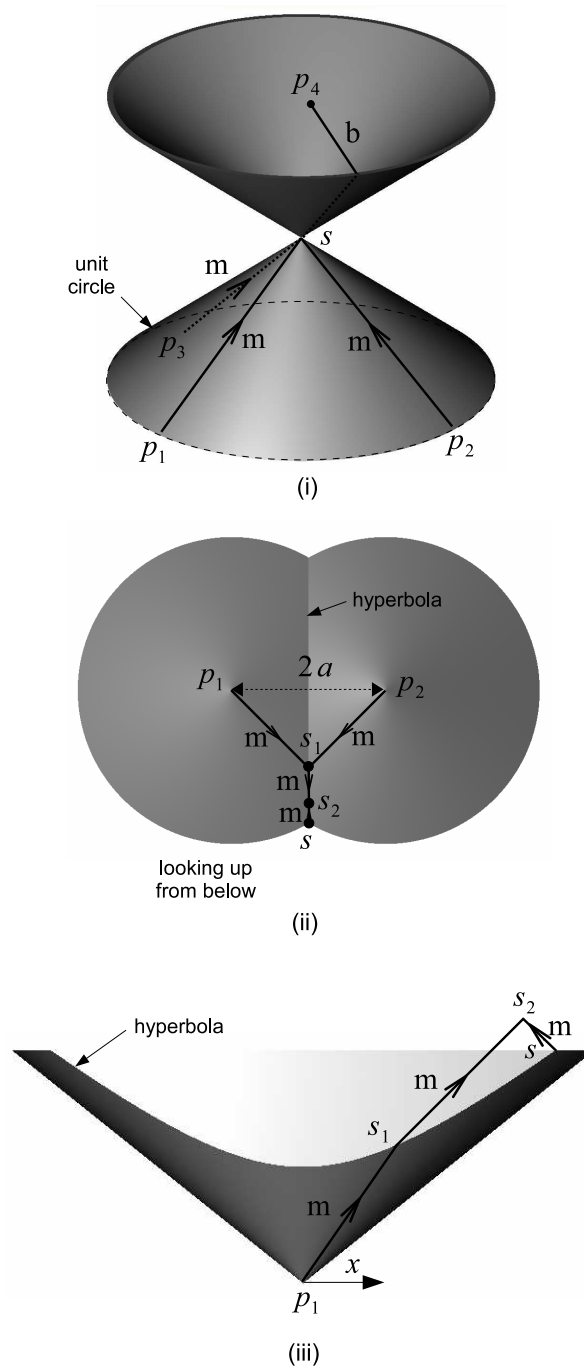 p4
b
s
unit
circle
m
p3
m
m
p1
p2
(i)
hyperbola
2 a
p1
p2
m
s1
m
m
s2
m
s
looking up
from below
(ii)
s2
hyperbola
m
s
m
s1
m
x
p1
(iii)